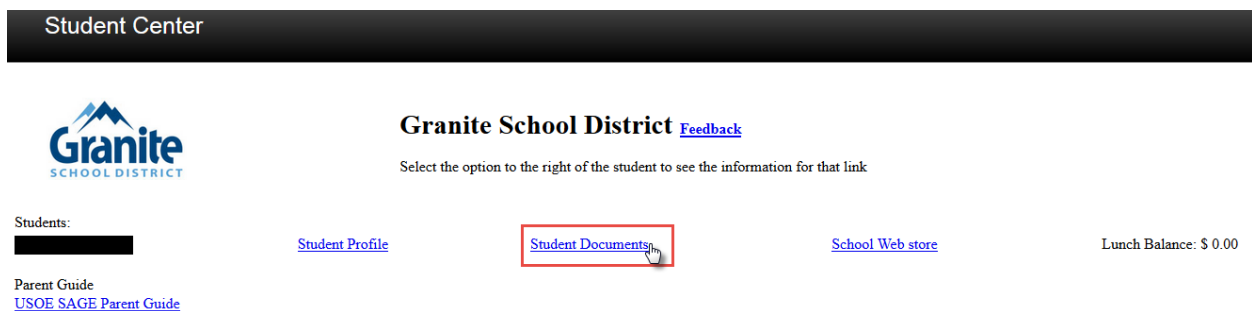 Student Center
Granite
SCHOOL DISTRICT
Granite School District Feedback
Select the option to the right of the student to see the information for that link
Students:
Student Profile Student Documents School Web store Lunch Balance: $ 0.00
Parent Guide
USOE SAGE Parent Guide